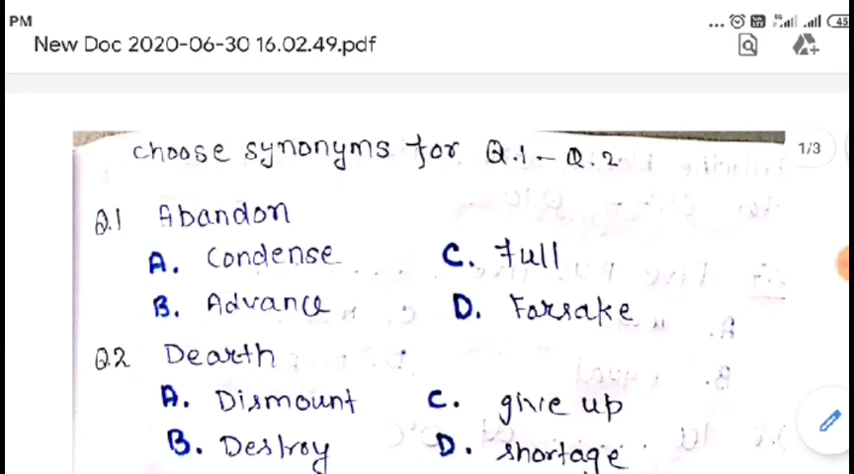 PM ... 45
New Doc 2020-06-30 16.02.49.pdf
choose synonyms for Q.1 - Q.2
1/3
Q.1 Abandon
A. Condense C. full
B. Advance D. Forsake
Q.2 Dearth
A. Dismount C. give up
B. Destroy D. shortage